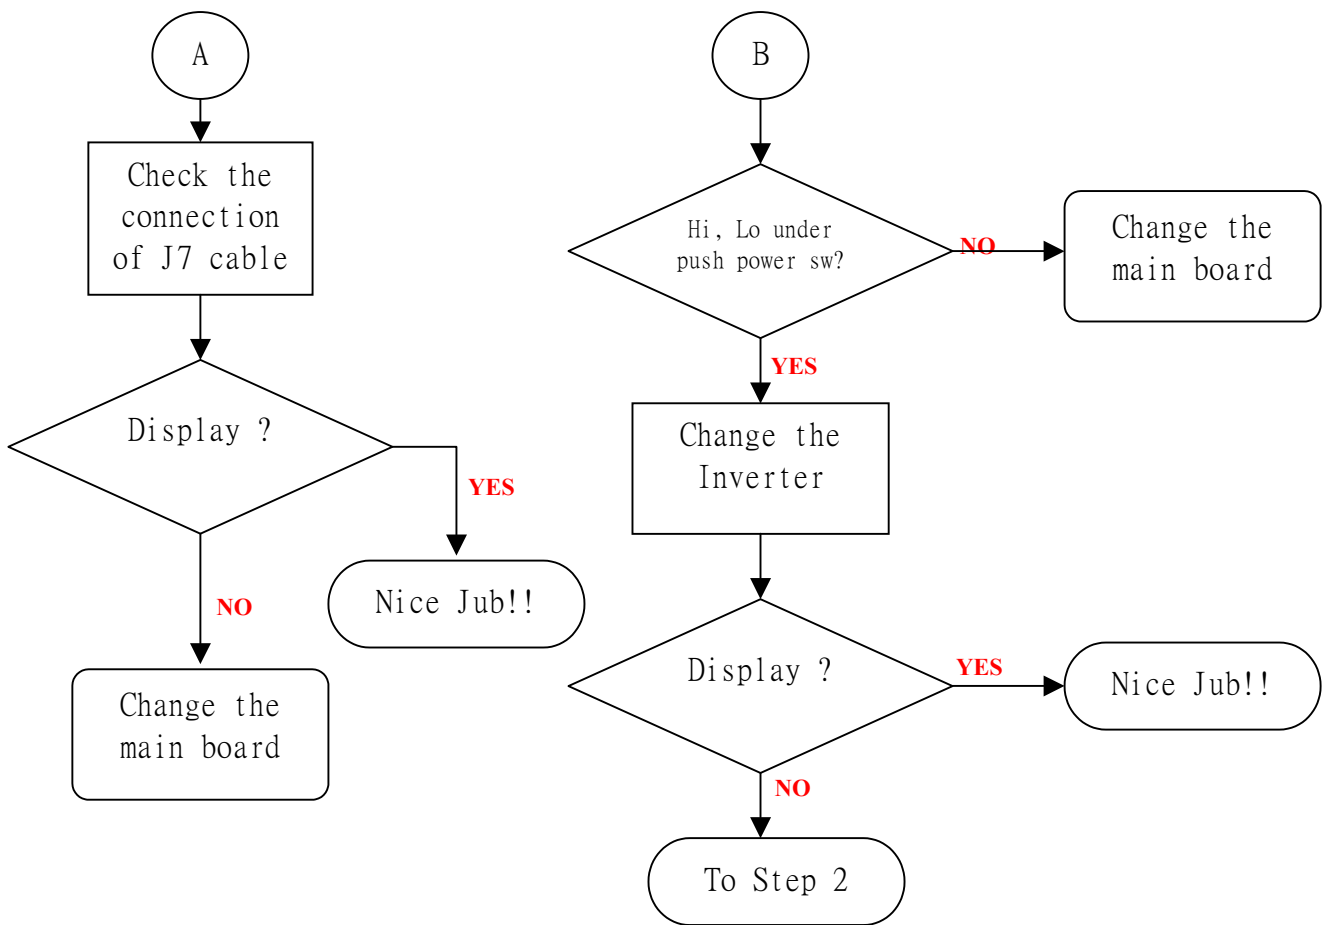 A
Check the
connection
of J7 cable
Display ?
YES
Nice Jub!!
NO
Change the
main board
B
Hi, Lo under
push power sw?
NO
Change the
main board
YES
Change the
Inverter
Display ?
YES
Nice Jub!!
NO
To Step 2